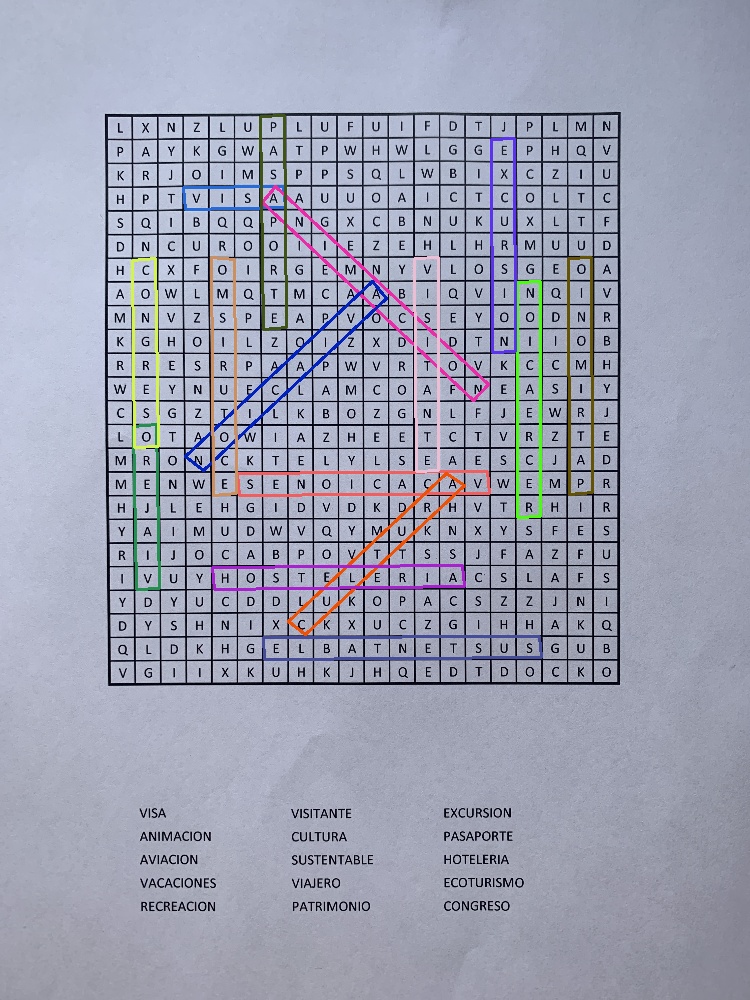 L X N Z L U P L U F U I F D T J P L M N
P A Y K G W A T P W H W L G G E P H Q V
K R J O I M S P P S Q L W B I X C Z I U
H P T V I S A A U U O A I C T C O L T C
S Q I B Q Q P N G X C B N U K U X L T F
D N C U R O O I I E Z E H L H R M U U D
H C X F O I R G E M N Y V L O S G E O A
A O W L M Q T M C A A B I Q V I N Q I V
M N V Z S P E A P V O C S E Y O O D N R
K G H O I L Z O I Z X D I D T N I I O B
R R E S R P A A P W V R T O V K C C M H
W E Y N U E C L A M C O A F N E A S I Y
C S G Z T I L K B O Z G N L F J E W R J
L O T A O W I A Z H E E T C T V R Z T E
M R O N C K T E L Y L S E A E S C J A D
M E N W E S E N O I C A C A V W E M P R
H J L E H G I D V D K D R H V T R H I R
Y A I M U D W V Q Y M U K N X Y S F E S
R I J O C A B P O V T T S S J F A Z F U
I V U Y H O S T E L E R I A C S L A F S
Y D Y U C D D L U K O P A C S Z Z J N I
D Y S H N I X C K X U C Z G I H H A K Q
Q L D K H G E L B A T N E T S U S G U B
V G I I X K U H K J H Q E D T D O C K O
VISA VISITANTE EXCURSION
ANIMACION CULTURA PASAPORTE
AVIACION SUSTENTABLE HOTELERIA
VACACIONES VIAJERO ECOTURISMO
RECREACION PATRIMONIO CONGRESO